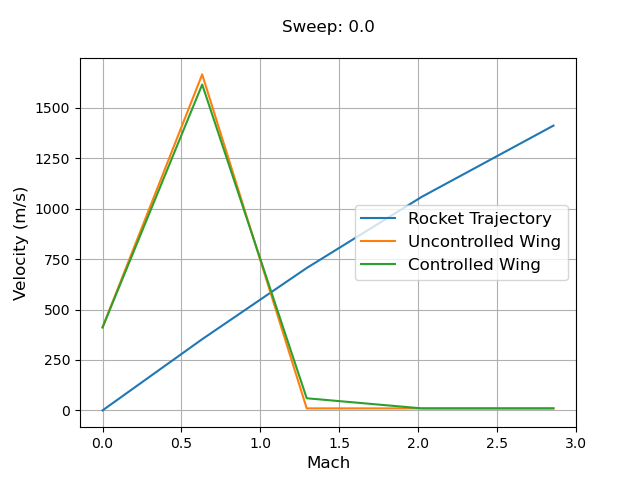 Sweep: 0.0
Velocity (m/s)
1500
1250
1000
750
500
250
0
Rocket Trajectory
Uncontrolled Wing
Controlled Wing
0.0 0.5 1.0 1.5 2.0 2.5 3.0
Mach